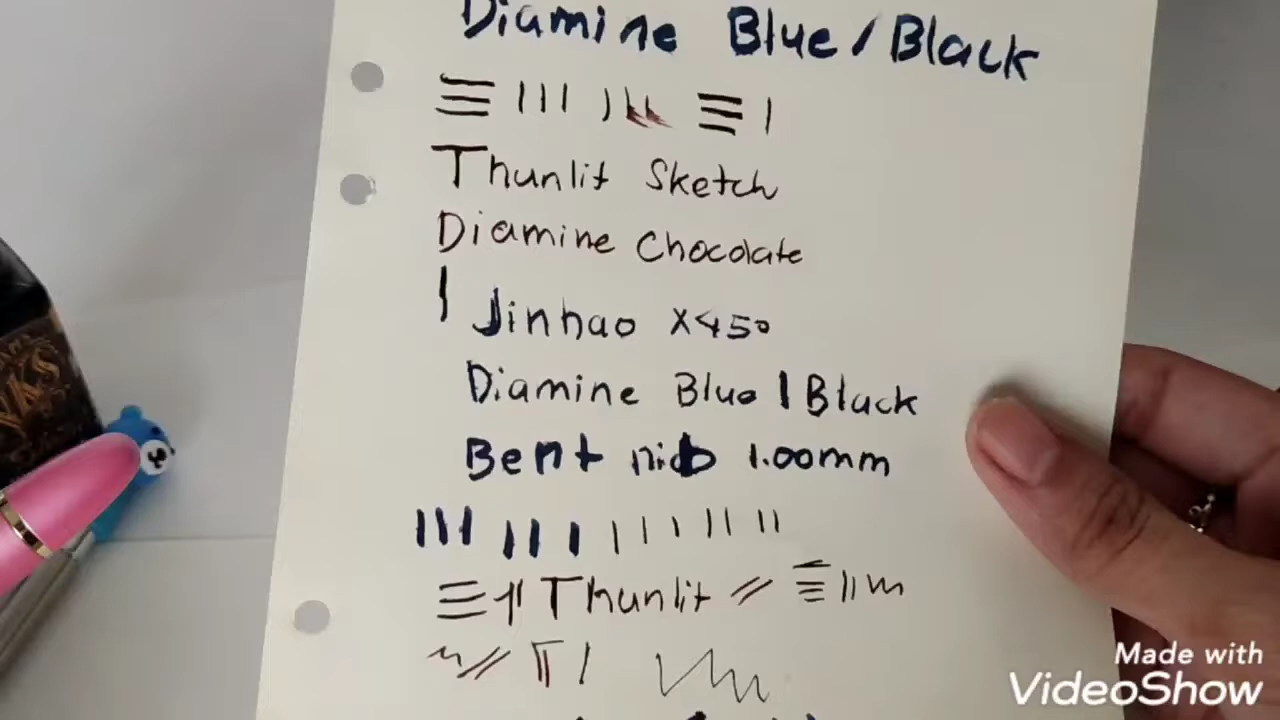 Diamine Blue/Black
Thunlit Sketch
Diamine Chocolate
Jinhao X450
Diamine Blue/Black
Bent nib 1.00mm
Thunlit
NKS
Made with
VideoShow